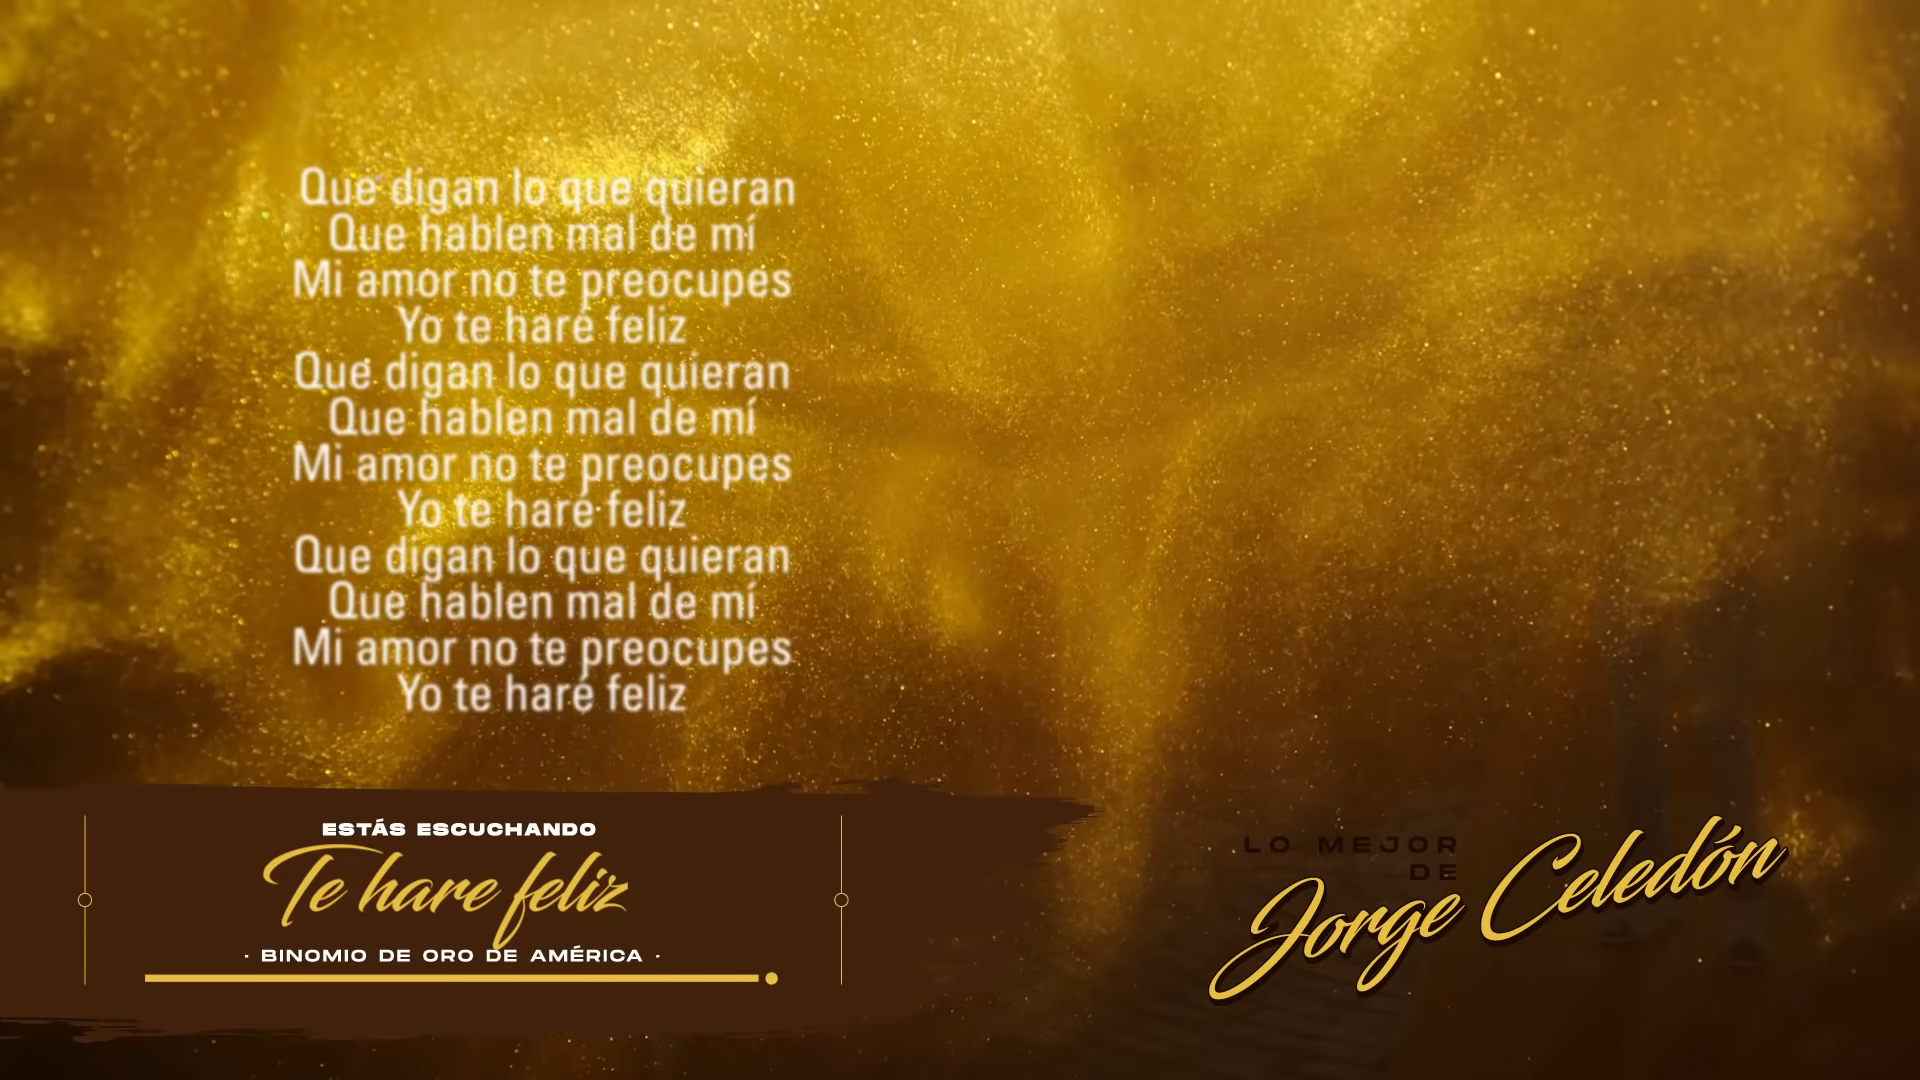 Que digan lo que quieran
Que hablen mal de mí
Mi amor no te preocupes
Yo te haré feliz
Que digan lo que quieran
Que hablen mal de mí
Mi amor no te preocupes
Yo te haré feliz
Que digan lo que quieran
Que hablen mal de mí
Mi amor no te preocupes
Yo te haré feliz
ESTÁS ESCUCHANDO
Te hare feliz
· BINOMIO DE ORO DE AMÉRICA ·
LO MEJOR
DE
Jorge Celedón